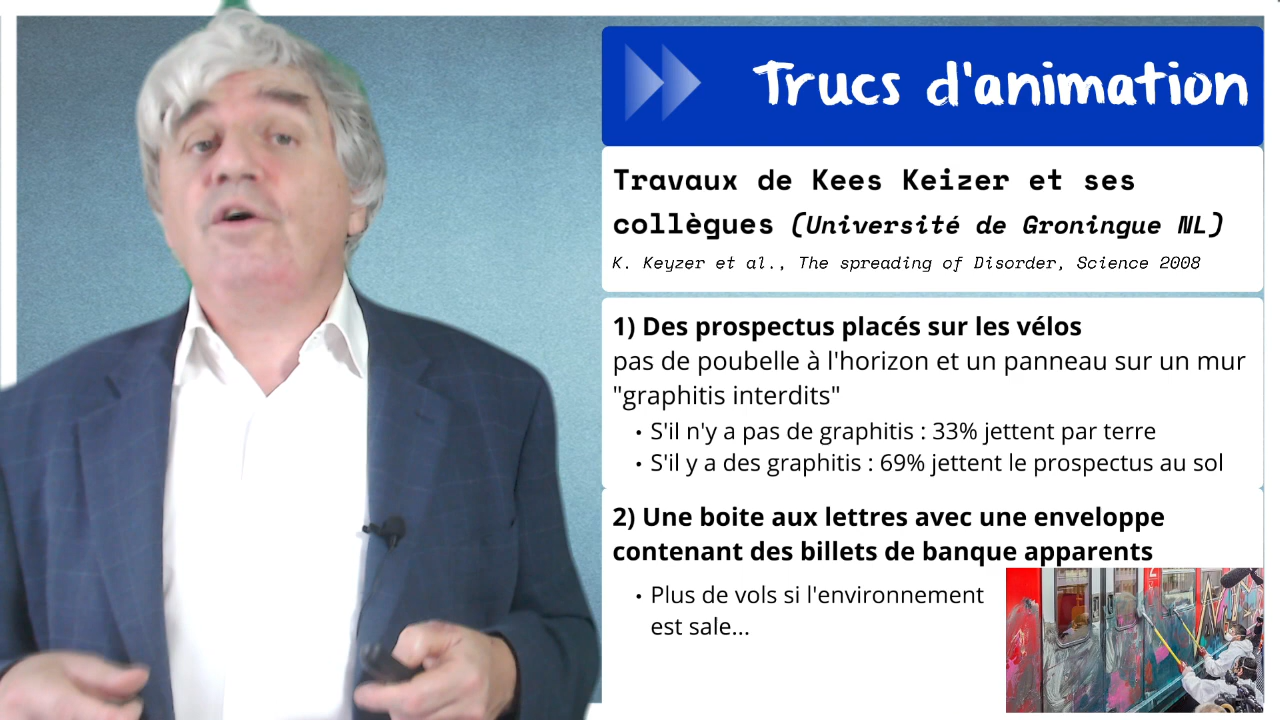 Trucs d'animation
Travaux de Kees Keizer et ses
collègues (Université de Groningue NL)
K. Keyzer et al., The spreading of Disorder, Science 2008
1) Des prospectus placés sur les vélos
pas de poubelle à l'horizon et un panneau sur un mur
"graphitis interdits"
• S'il n'y a pas de graphitis : 33% jettent par terre
• S'il y a des graphitis : 69% jettent le prospectus au sol
2) Une boite aux lettres avec une enveloppe
contenant des billets de banque apparents
• Plus de vols si l'environnement
est sale...